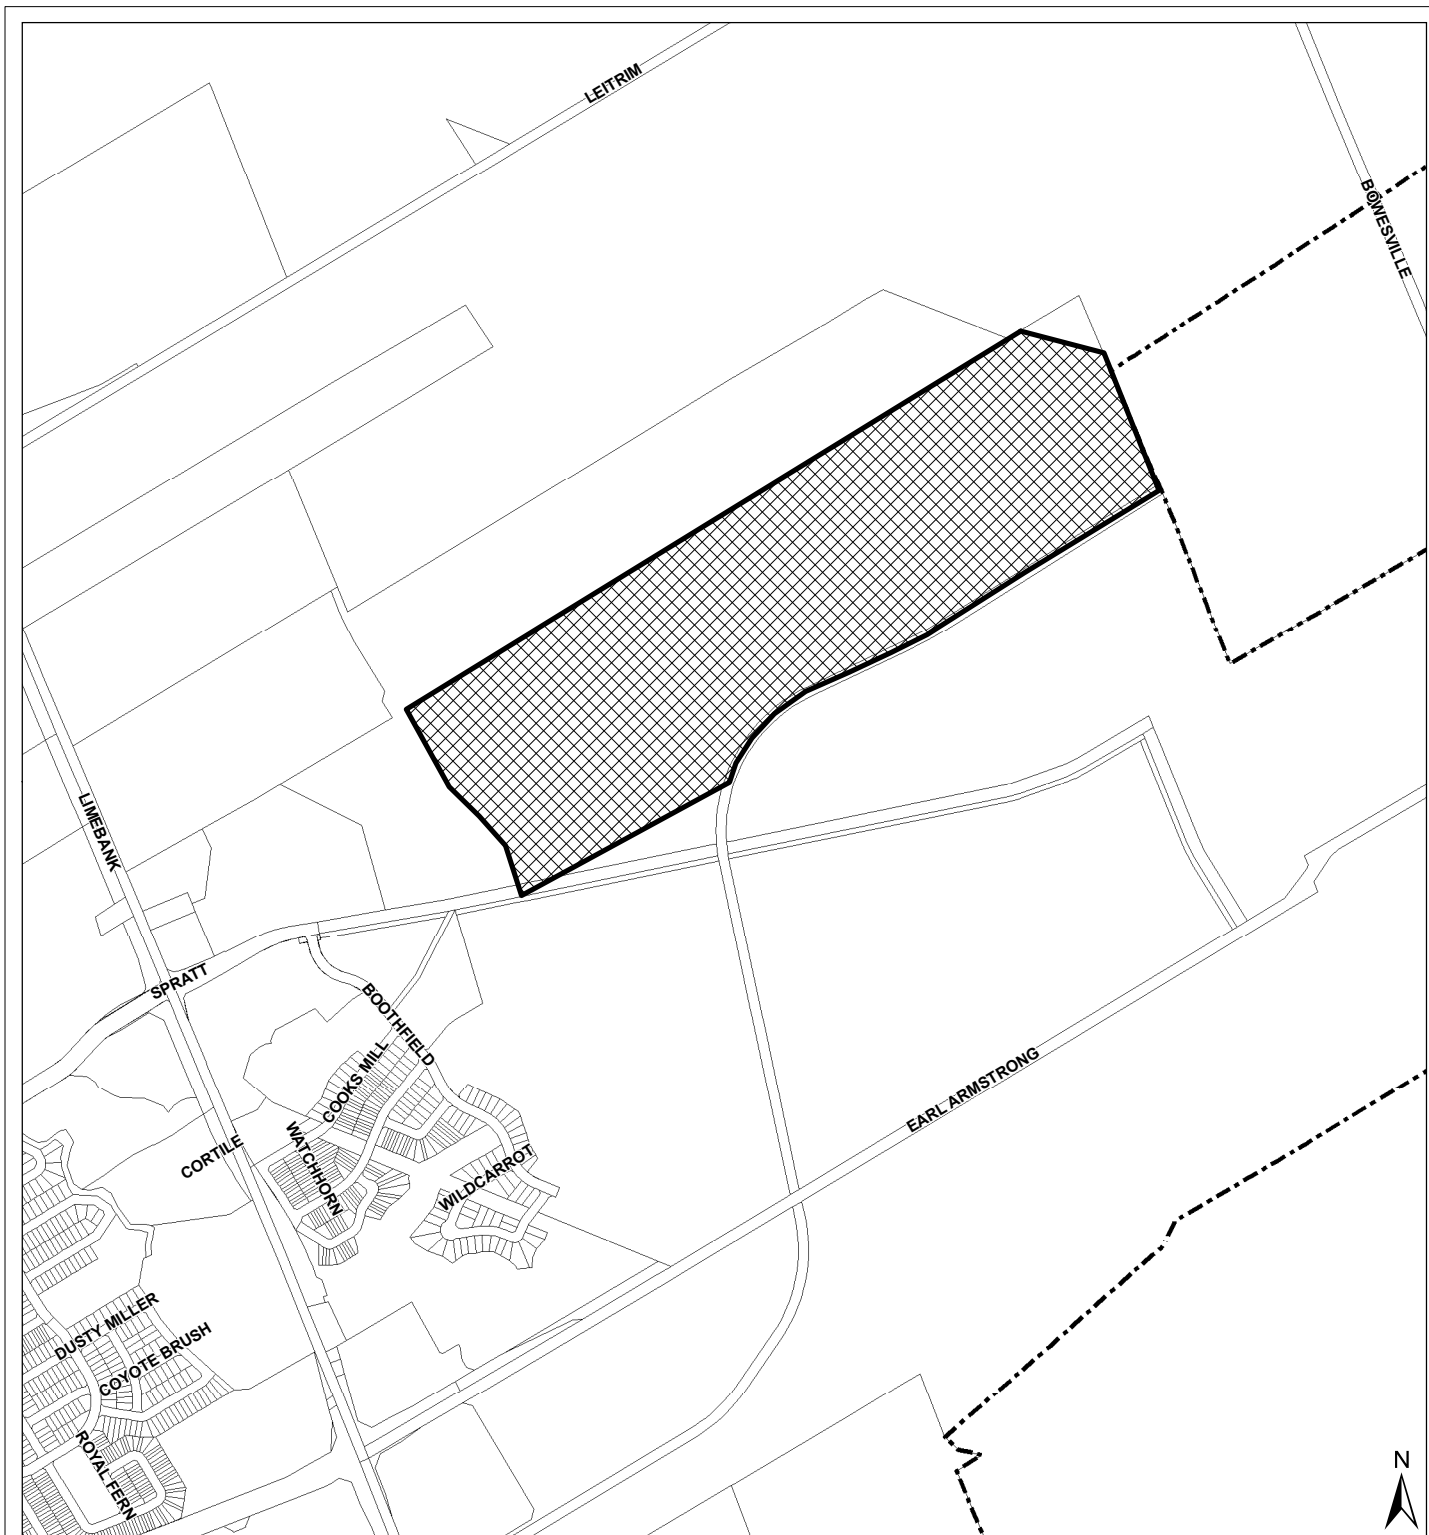 LEITRIM
BOWESVILLE
LIMEBANK
SPRATT
BOOTHFIELD
COOKS MILL
EARL ARMSTRONG
CORTILE
WATCHHORN
WILDCARROT
DUSTY MILLER
COYOTE BRUSH
ROYAL FERN
N